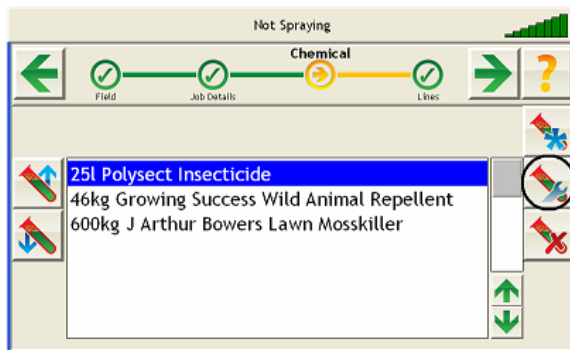 Not Spraying
Chemical
Field
Job Details
Lines
25l Polysect Insecticide
46kg Growing Success Wild Animal Repellent
600kg J Arthur Bowers Lawn Mosskiller